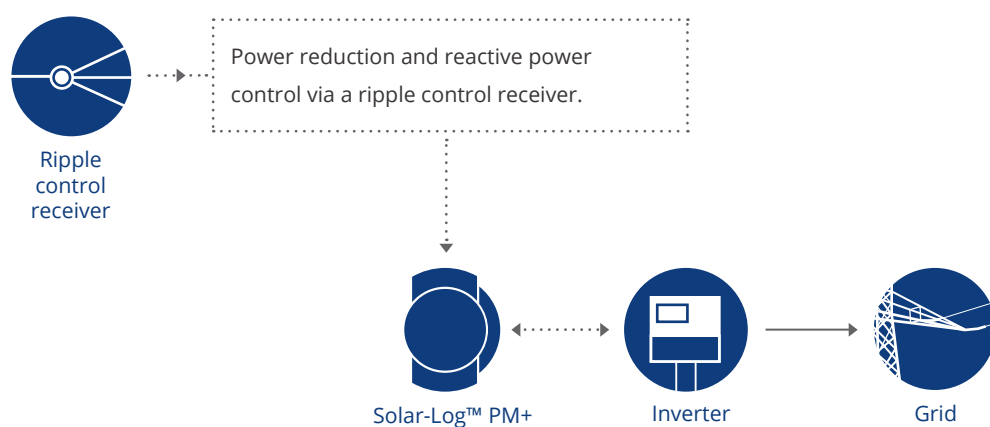 Power reduction and reactive power
control via a ripple control receiver.
Ripple
control
receiver
Solar-Log™ PM+
Inverter
Grid